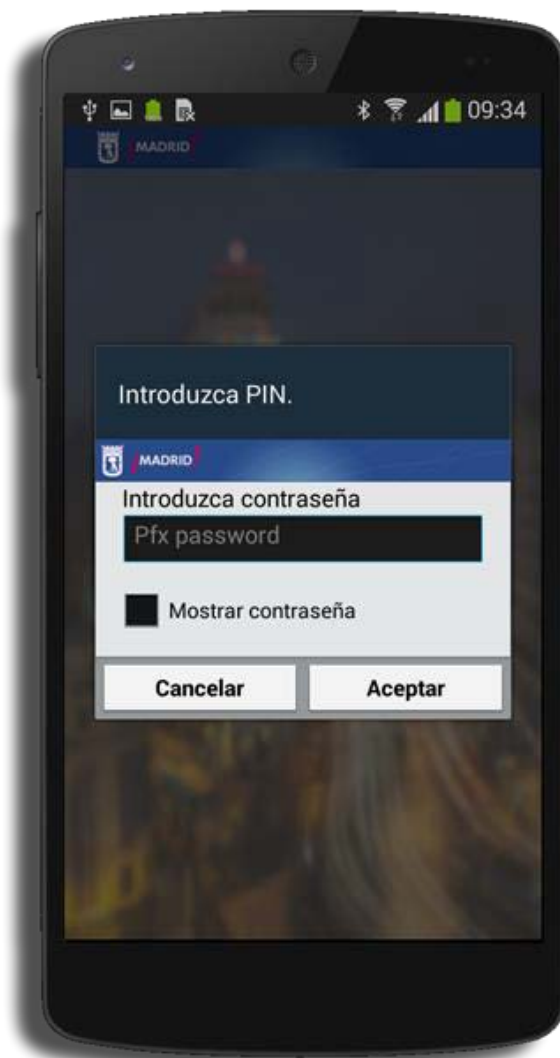 09:34
MADRID
Introduzca PIN.
MADRID
Introduzca contraseña
Pfx password
Mostrar contraseña
Cancelar
Aceptar